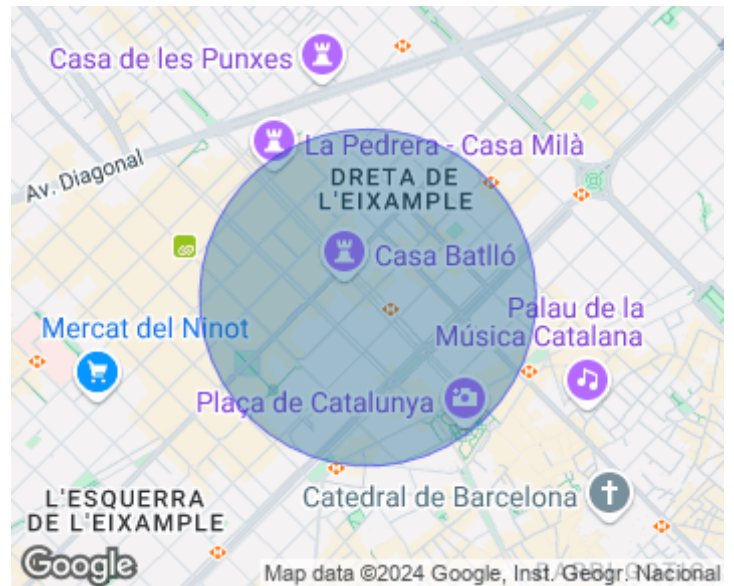 Casa de les Punxes
La Pedrera - Casa Milà
Av. Diagonal
DRETA DE
L'EIXAMPLE
Casa Batlló
Mercat del Ninot
Palau de la
Música Catalana
Plaça de Catalunya
L'ESQUERRA
DE L'EIXAMPLE
Catedral de Barcelona
Google
Map data ©2024 Google, Inst. Geogr. Nacional